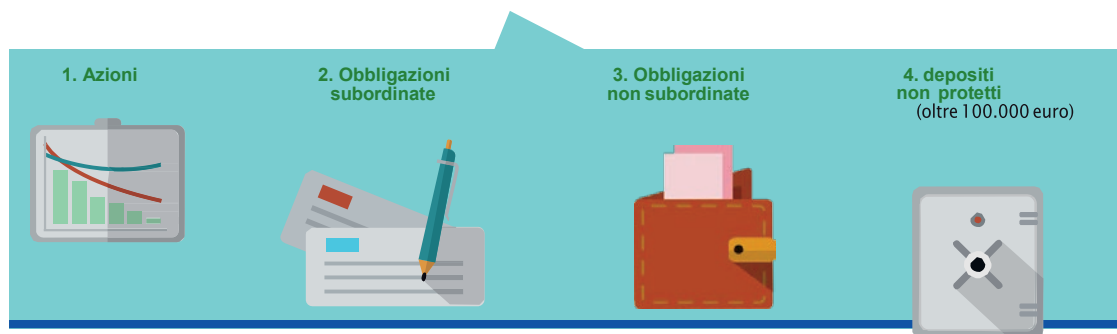 1. Azioni
2. Obbligazioni
subordinate
3. Obbligazioni
non subordinate
4. depositi
non protetti
(oltre 100.000 euro)